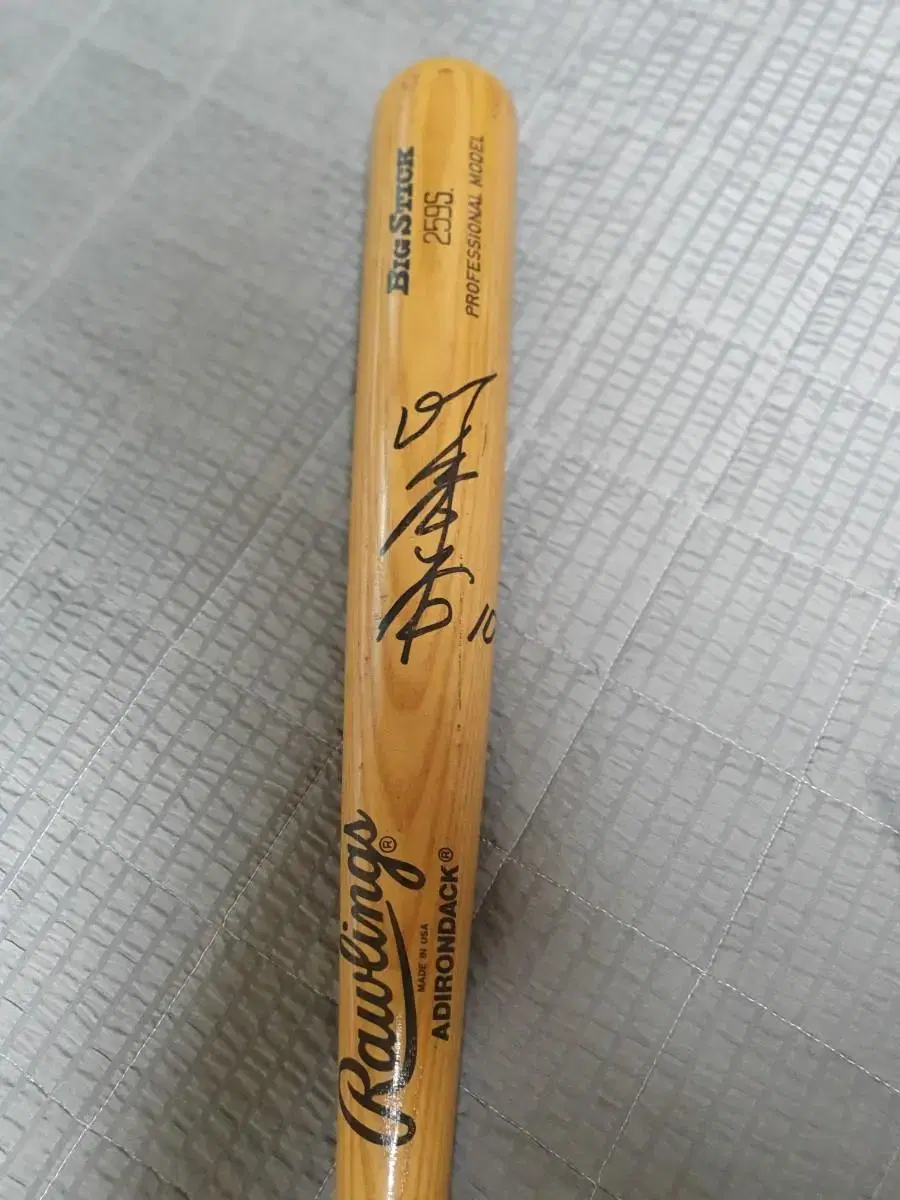 BIG STICK
259S.
PROFESSIONAL MODEL
10
Rawlings®
MADE IN USA
ADIRONDACK®